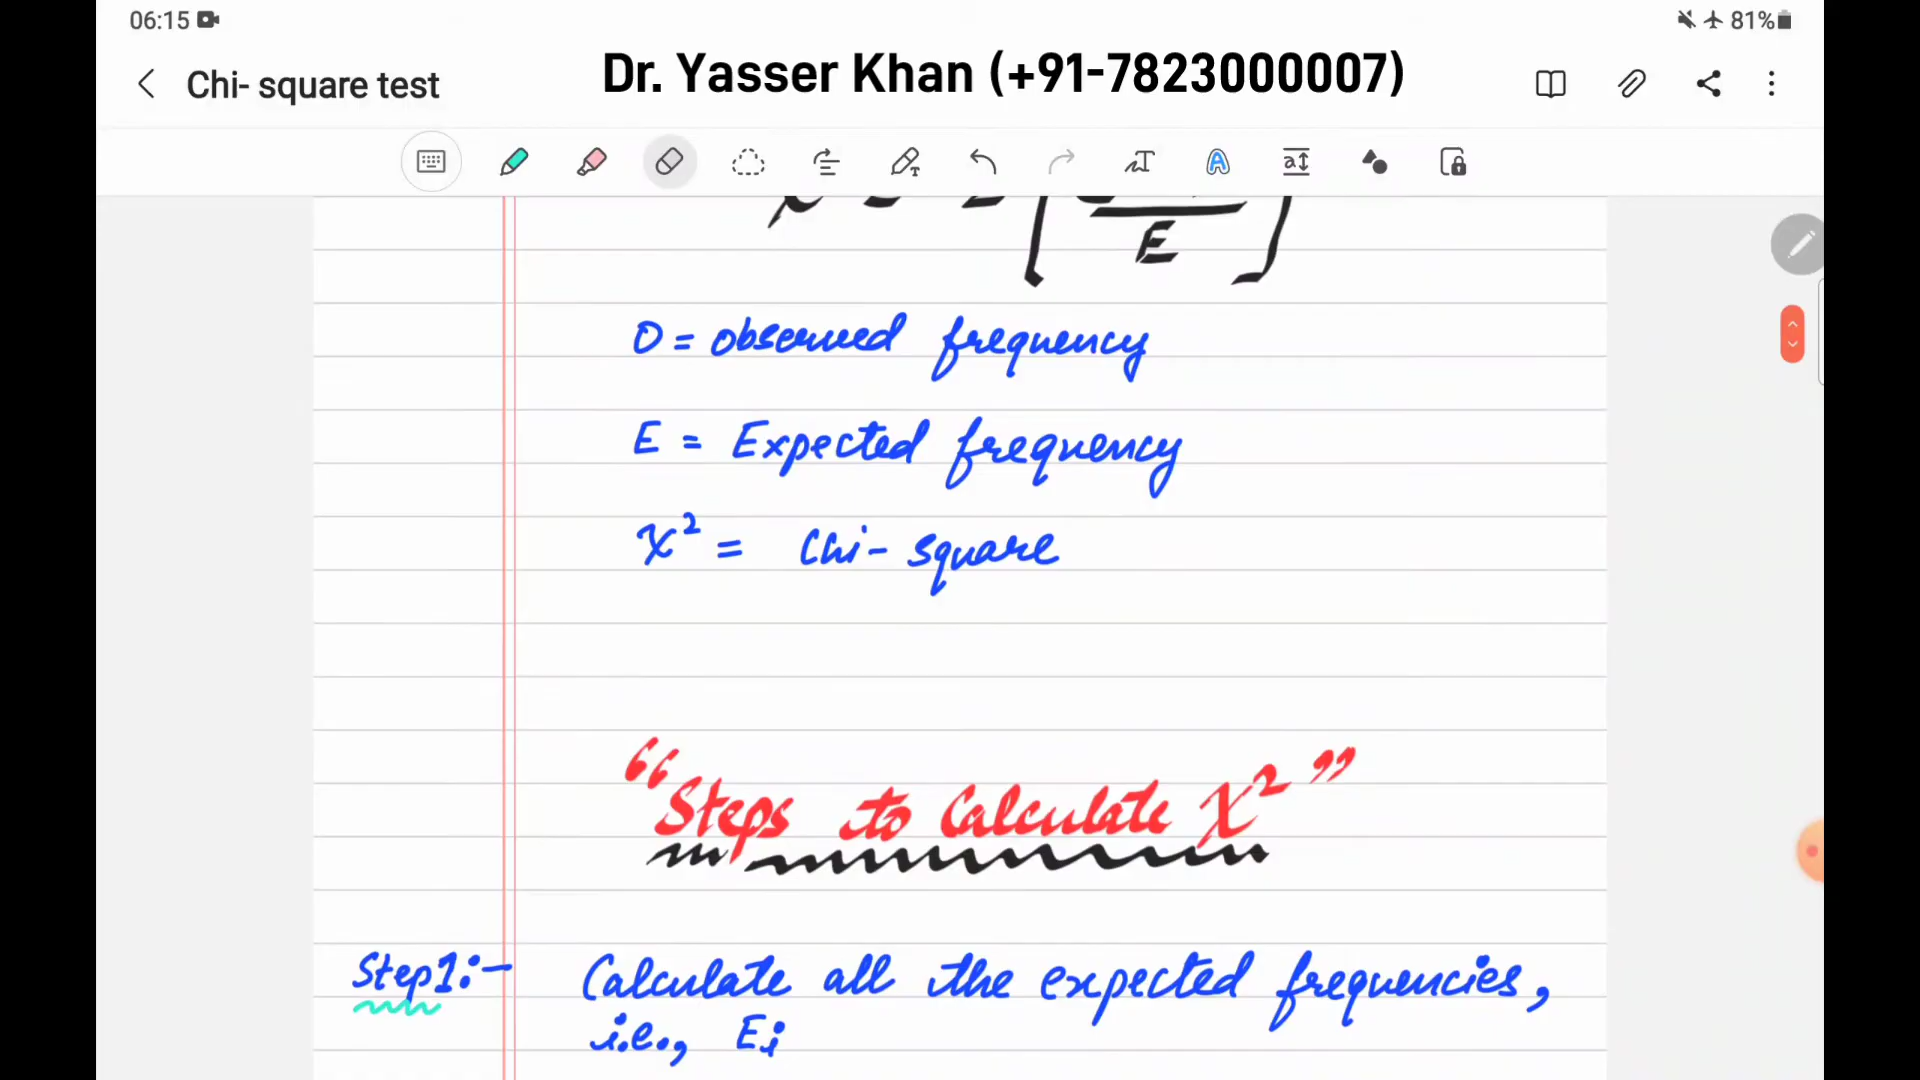 06:15
81%
Chi- square test
Dr. Yasser Khan (+91-7823000007)
E
O = observed frequency
E = Expected frequency
χ² = Chi- square
“Steps to Calculate χ²”
Step1:- Calculate all the expected frequencies,
i.e., Ei